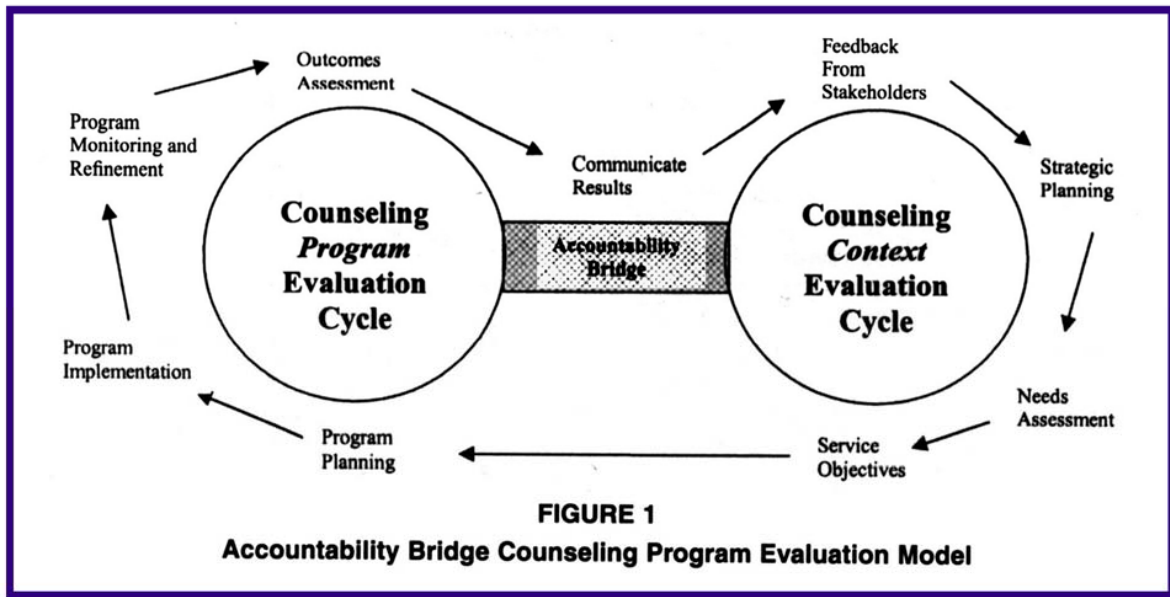 Outcomes
Assessment
Feedback
From
Stakeholders
Program
Monitoring and
Refinement
Communicate
Results
Strategic
Planning
Counseling
Program
Evaluation
Cycle
Accountability
Bridge
Counseling
Context
Evaluation
Cycle
Program
Implementation
Needs
Assessment
Program
Planning
Service
Objectives
FIGURE 1
Accountability Bridge Counseling Program Evaluation Model